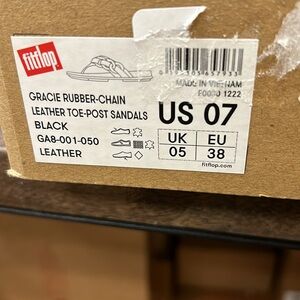 fitflop
MADE IN VIETNAM
GRACIE RUBBER-CHAIN
LEATHER TOE-POST SANDALS
BLACK
GA8-001-050
LEATHER
US 07
UK EU
05 38
fitflop.com